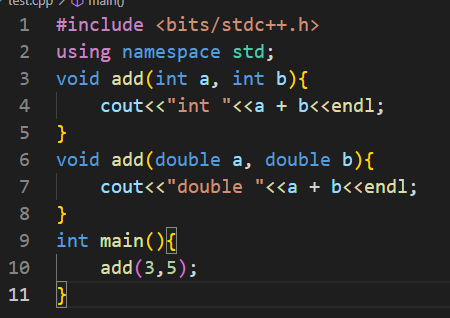 test.cpp > main()
1 #include <bits/stdc++.h>
2 using namespace std;
3 void add(int a, int b){
4     cout<<"int "<<a + b<<endl;
5 }
6 void add(double a, double b){
7     cout<<"double "<<a + b<<endl;
8 }
9 int main(){
10     add(3,5);
11 }